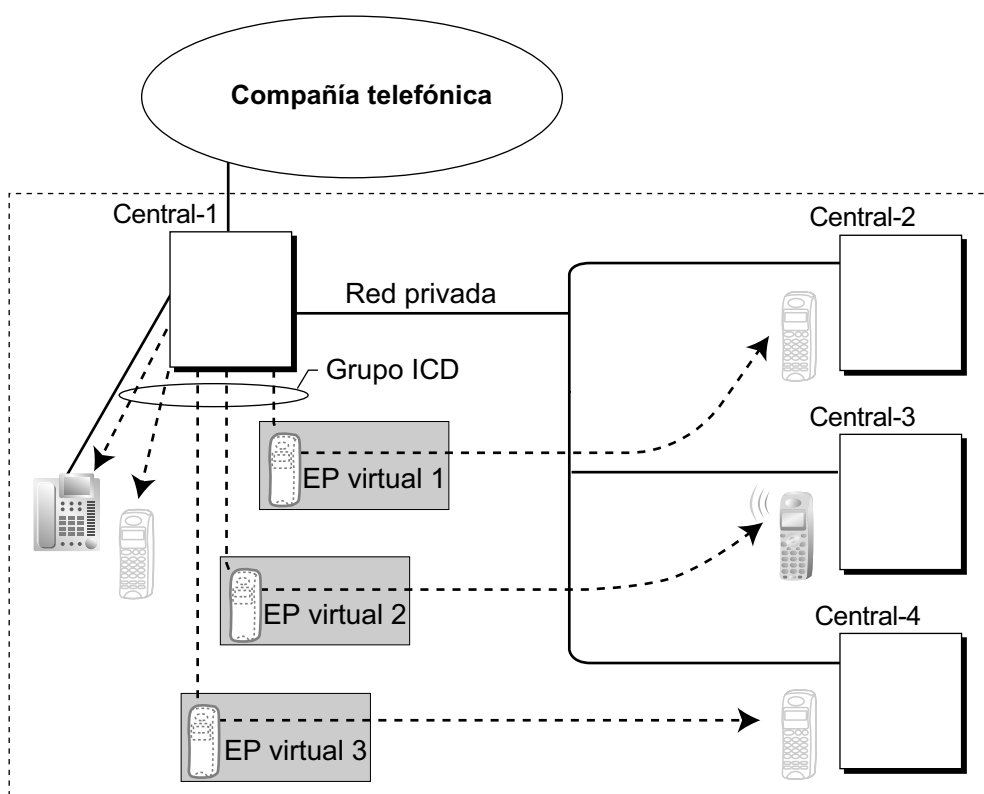 Compañía telefónica
Central-1
Central-2
Red privada
Grupo ICD
Central-3
EP virtual 1
EP virtual 2
Central-4
EP virtual 3